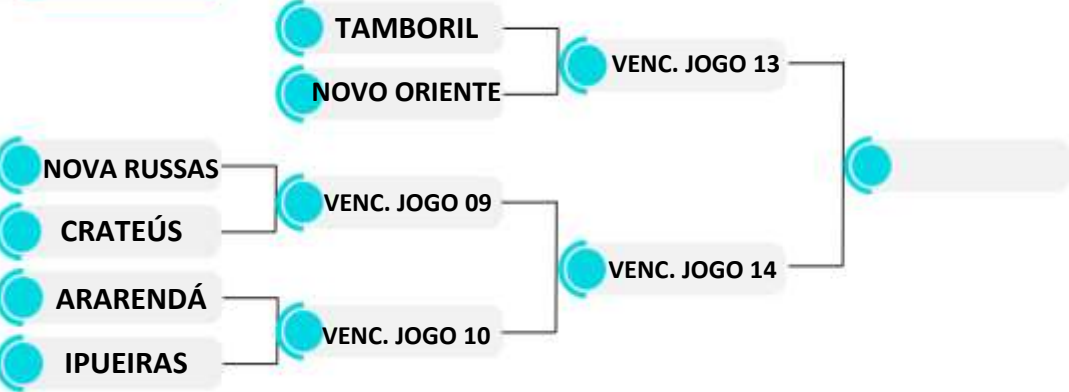 TAMBORIL
VENC. JOGO 13
NOVO ORIENTE
NOVA RUSSAS
VENC. JOGO 09
CRATEÚS
VENC. JOGO 14
ARARENDÁ
VENC. JOGO 10
IPUEIRAS